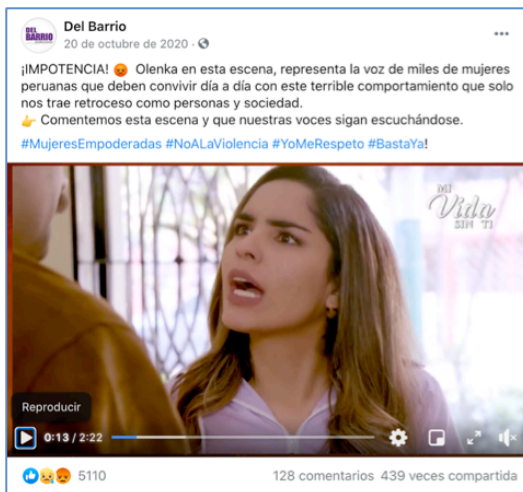 DEL
BARRIO
Del Barrio
20 de octubre de 2020 ·
¡IMPOTENCIA! 😡 Olenka en esta escena, representa la voz de miles de mujeres
peruanas que deben convivir día a día con este terrible comportamiento que solo
nos trae retroceso como personas y sociedad.
👉 Comentemos esta escena y que nuestras voces sigan escuchándose.
#MujeresEmpoderadas #NoALaViolencia #YoMeRespeto #BastaYa!
MI
Vida
SIN TI
Reproducir
0:13 / 2:22
5110
128 comentarios 439 veces compartida